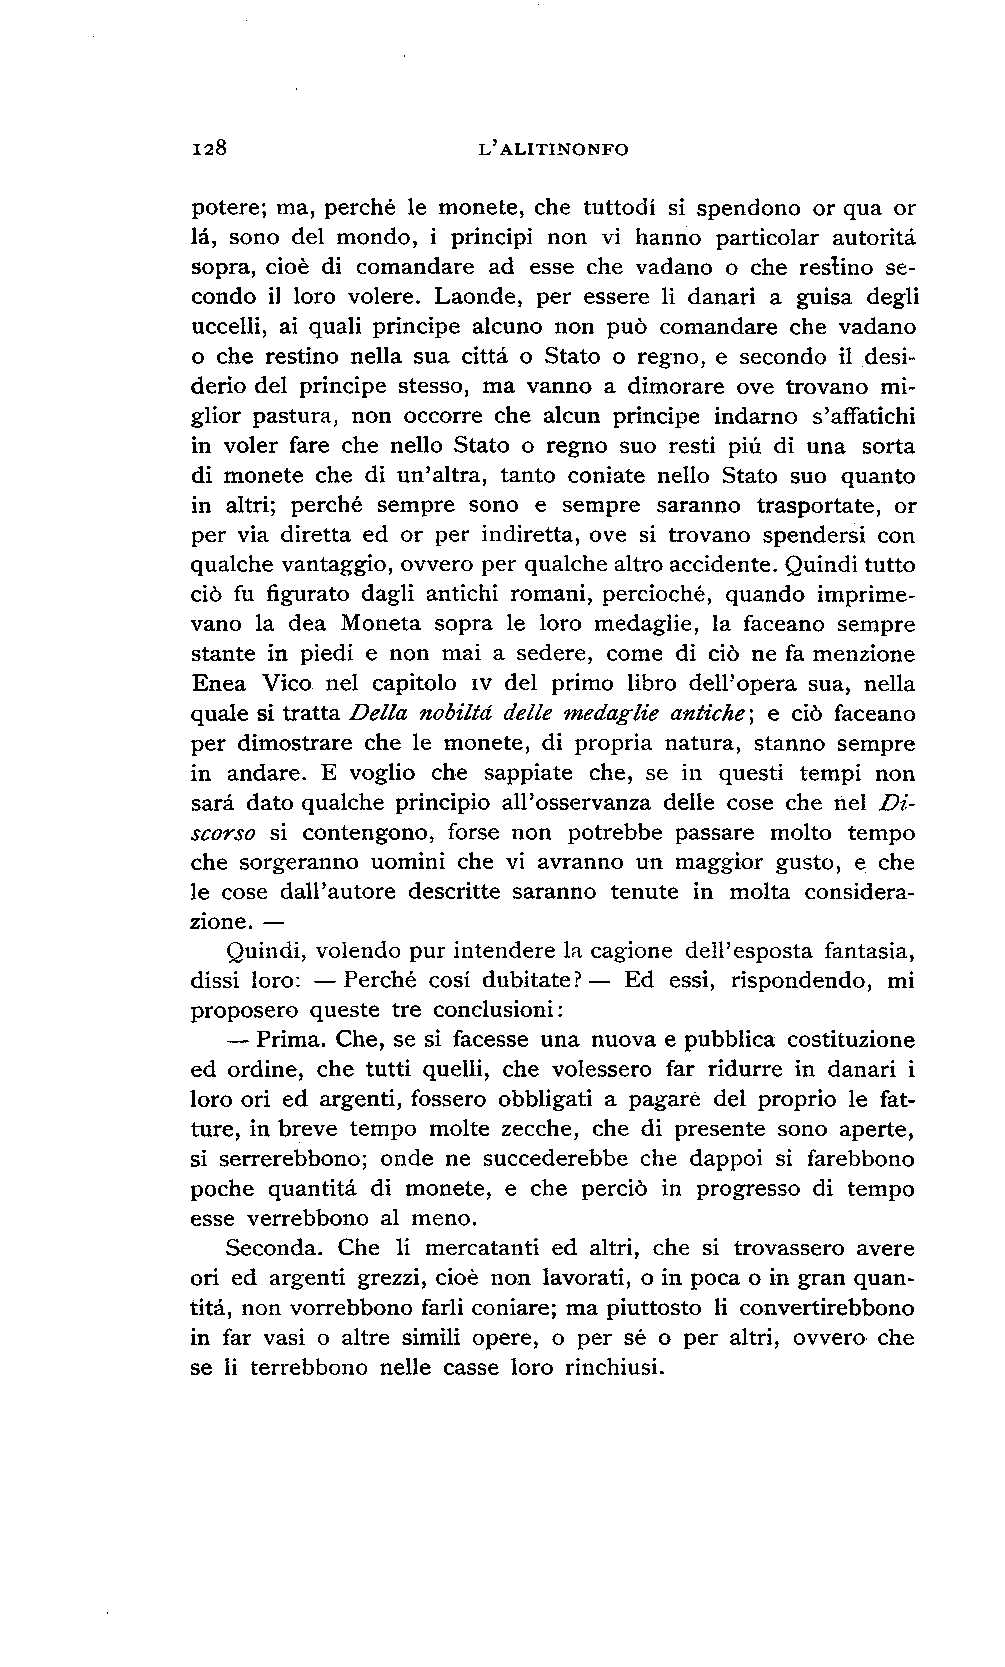 128 L'ALITINONFO
potere; ma, perché le monete, che tuttodí si spendono or qua or
lá, sono del mondo, i principi non vi hanno particolar autoritá
sopra, cioè di comandare ad esse che vadano o che restino se-
condo il loro volere. Laonde, per essere li danari a guisa degli
uccelli, ai quali principe alcuno non può comandare che vadano
o che restino nella sua cittá o Stato o regno, e secondo il desi-
derio del principe stesso, ma vanno a dimorare ove trovano mi-
glior pastura, non occorre che alcun principe indarno s'affatichi
in voler fare che nello Stato o regno suo resti piú di una sorta
di monete che di un'altra, tanto coniate nello Stato suo quanto
in altri; perché sempre sono e sempre saranno trasportate, or
per via diretta ed or per indiretta, ove si trovano spendersi con
qualche vantaggio, ovvero per qualche altro accidente. Quindi tutto
ciò fu figurato dagli antichi romani, percioché, quando imprime-
vano la dea Moneta sopra le loro medaglie, la faceano sempre
stante in piedi e non mai a sedere, come di ciò ne fa menzione
Enea Vico nel capitolo IV del primo libro dell'opera sua, nella
quale si tratta Della nobiltá delle medaglie antiche; e ciò faceano
per dimostrare che le monete, di propria natura, stanno sempre
in andare. E voglio che sappiate che, se in questi tempi non
sará dato qualche principio all'osservanza delle cose che nel Di-
scorso si contengono, forse non potrebbe passare molto tempo
che sorgeranno uomini che vi avranno un maggior gusto, e che
le cose dall'autore descritte saranno tenute in molta considera-
zione. —
Quindi, volendo pur intendere la cagione dell'esposta fantasia,
dissi loro: — Perché cosí dubitate? — Ed essi, rispondendo, mi
proposero queste tre conclusioni:
— Prima. Che, se si facesse una nuova e pubblica costituzione
ed ordine, che tutti quelli, che volessero far ridurre in danari i
loro ori ed argenti, fossero obbligati a pagare del proprio le fat-
ture, in breve tempo molte zecche, che di presente sono aperte,
si serrerebbono; onde ne succederebbe che dappoi si farebbono
poche quantitá di monete, e che perciò in progresso di tempo
esse verrebbono al meno.
Seconda. Che li mercatanti ed altri, che si trovassero avere
ori ed argenti grezzi, cioè non lavorati, o in poca o in gran quan-
titá, non vorrebbono farli coniare; ma piuttosto li convertirebbono
in far vasi o altre simili opere, o per sé o per altri, ovvero che
se li terrebbono nelle casse loro rinchiusi.